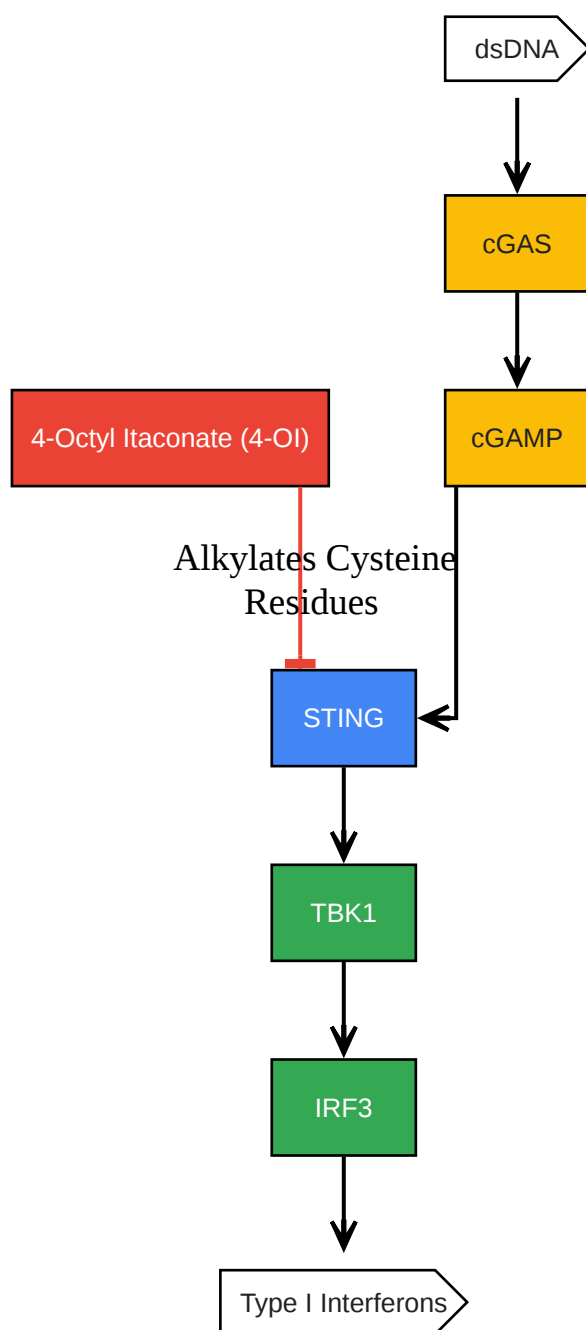 dsDNA
cGAS
4-Octyl Itaconate (4-OI)
cGAMP
Alkylates Cysteine
Residues
STING
TBK1
IRF3
Type I Interferons